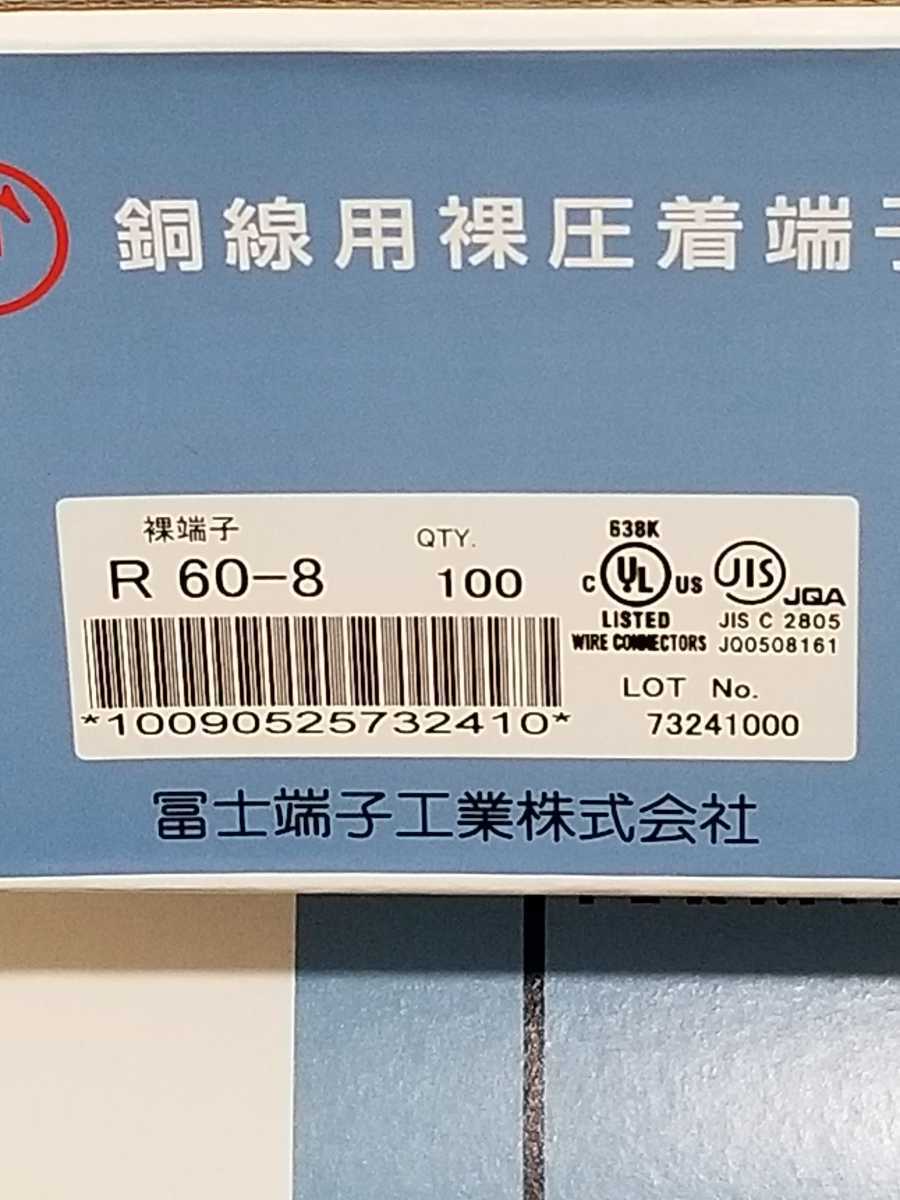 銅線用裸圧着端子
裸端子
R 60-8
QTY.
100
638K
C UL US
LISTED
WIRE CONNECTORS
JIS
JQA
JIS C 2805
JQ0508161
*10090525732410*
LOT No.
73241000
冨士端子工業株式会社